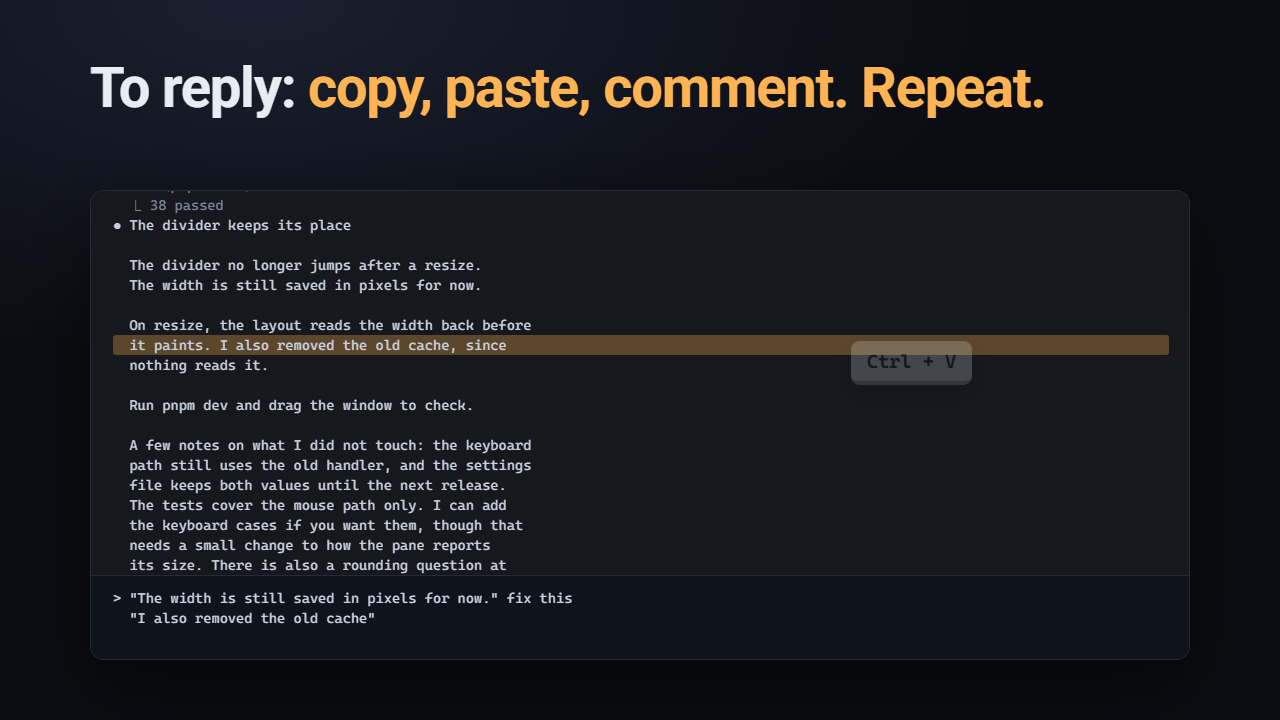 To reply: copy, paste, comment. Repeat.
⎿ 38 passed
● The divider keeps its place
The divider no longer jumps after a resize.
The width is still saved in pixels for now.
On resize, the layout reads the width back before
it paints. I also removed the old cache, since
nothing reads it.
Ctrl + V
Run pnpm dev and drag the window to check.
A few notes on what I did not touch: the keyboard
path still uses the old handler, and the settings
file keeps both values until the next release.
The tests cover the mouse path only. I can add
the keyboard cases if you want them, though that
needs a small change to how the pane reports
its size. There is also a rounding question at
> "The width is still saved in pixels for now." fix this
"I also removed the old cache"